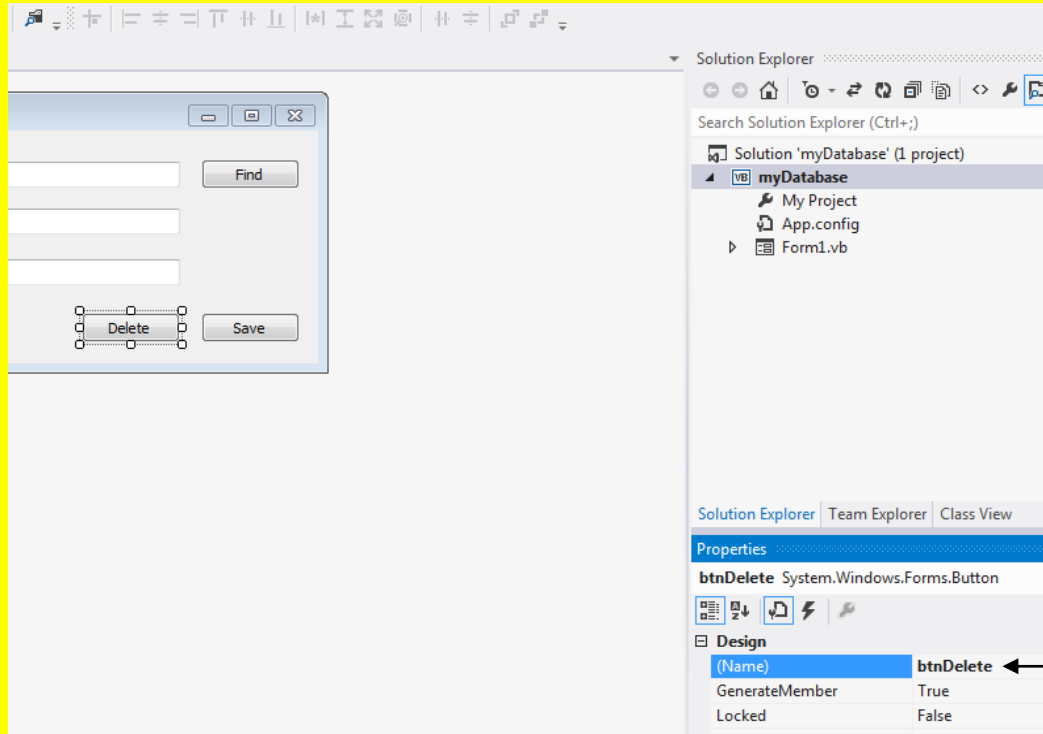 Solution Explorer
Search Solution Explorer (Ctrl+;)
Solution 'myDatabase' (1 project)
VB myDatabase
My Project
App.config
Form1.vb
Find
Delete
Save
Solution Explorer Team Explorer Class View
Properties
btnDelete System.Windows.Forms.Button
Design
(Name) btnDelete
GenerateMember True
Locked False